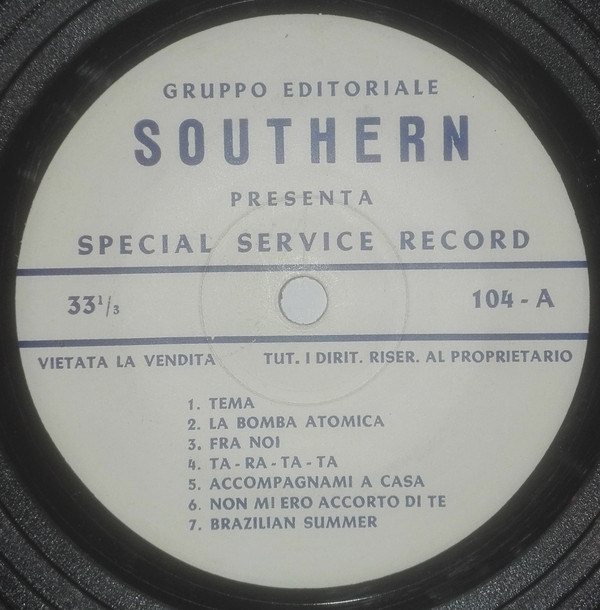 GRUPPO EDITORIALE
SOUTHERN
PRESENTA
SPECIAL SERVICE RECORD
33 1/3 104 - A
VIETATA LA VENDITA TUT. I DIRIT. RISER. AL PROPRIETARIO
1. TEMA
2. LA BOMBA ATOMICA
3. FRA NOI
4. TA - RA - TA - TA
5. ACCOMPAGNAMI A CASA
6. NON MI ERO ACCORTO DI TE
7. BRAZILIAN SUMMER